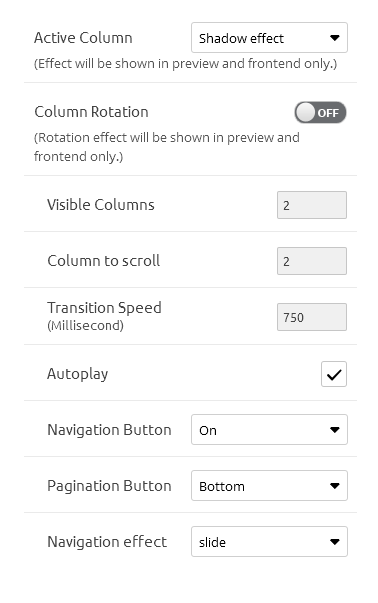 Active Column Shadow effect
(Effect will be shown in preview and frontend only.)
Column Rotation OFF
(Rotation effect will be shown in preview and
frontend only.)
Visible Columns 2
Column to scroll 2
Transition Speed
(Millisecond) 750
Autoplay
Navigation Button On
Pagination Button Bottom
Navigation effect slide